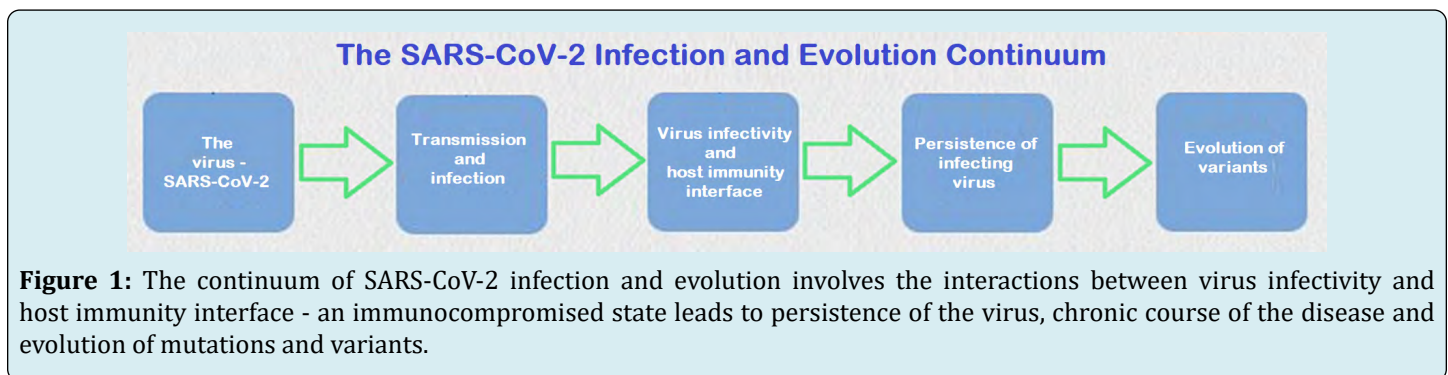 The SARS-CoV-2 Infection and Evolution Continuum
The
virus -
SARS-CoV-2
Transmission
and
infection
Virus infectivity
and
host immunity
interface
Persistence of
infecting
virus
Evolution of
variants
Figure 1: The continuum of SARS-CoV-2 infection and evolution involves the interactions between virus infectivity and
host immunity interface - an immunocompromised state leads to persistence of the virus, chronic course of the disease and
evolution of mutations and variants.